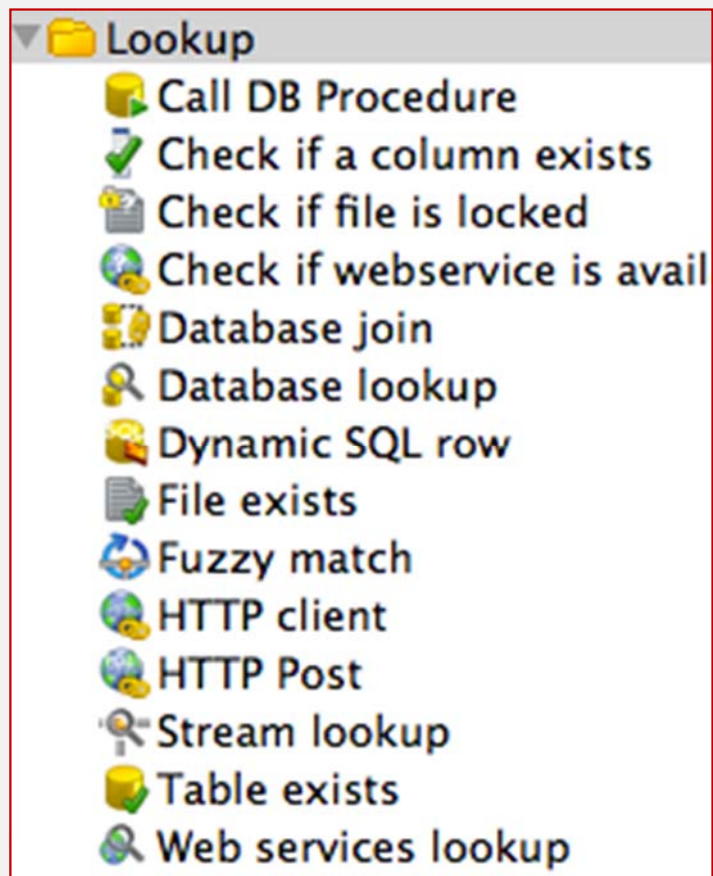 Lookup
Call DB Procedure
Check if a column exists
Check if file is locked
Check if webservice is avail
Database join
Database lookup
Dynamic SQL row
File exists
Fuzzy match
HTTP client
HTTP Post
Stream lookup
Table exists
Web services lookup